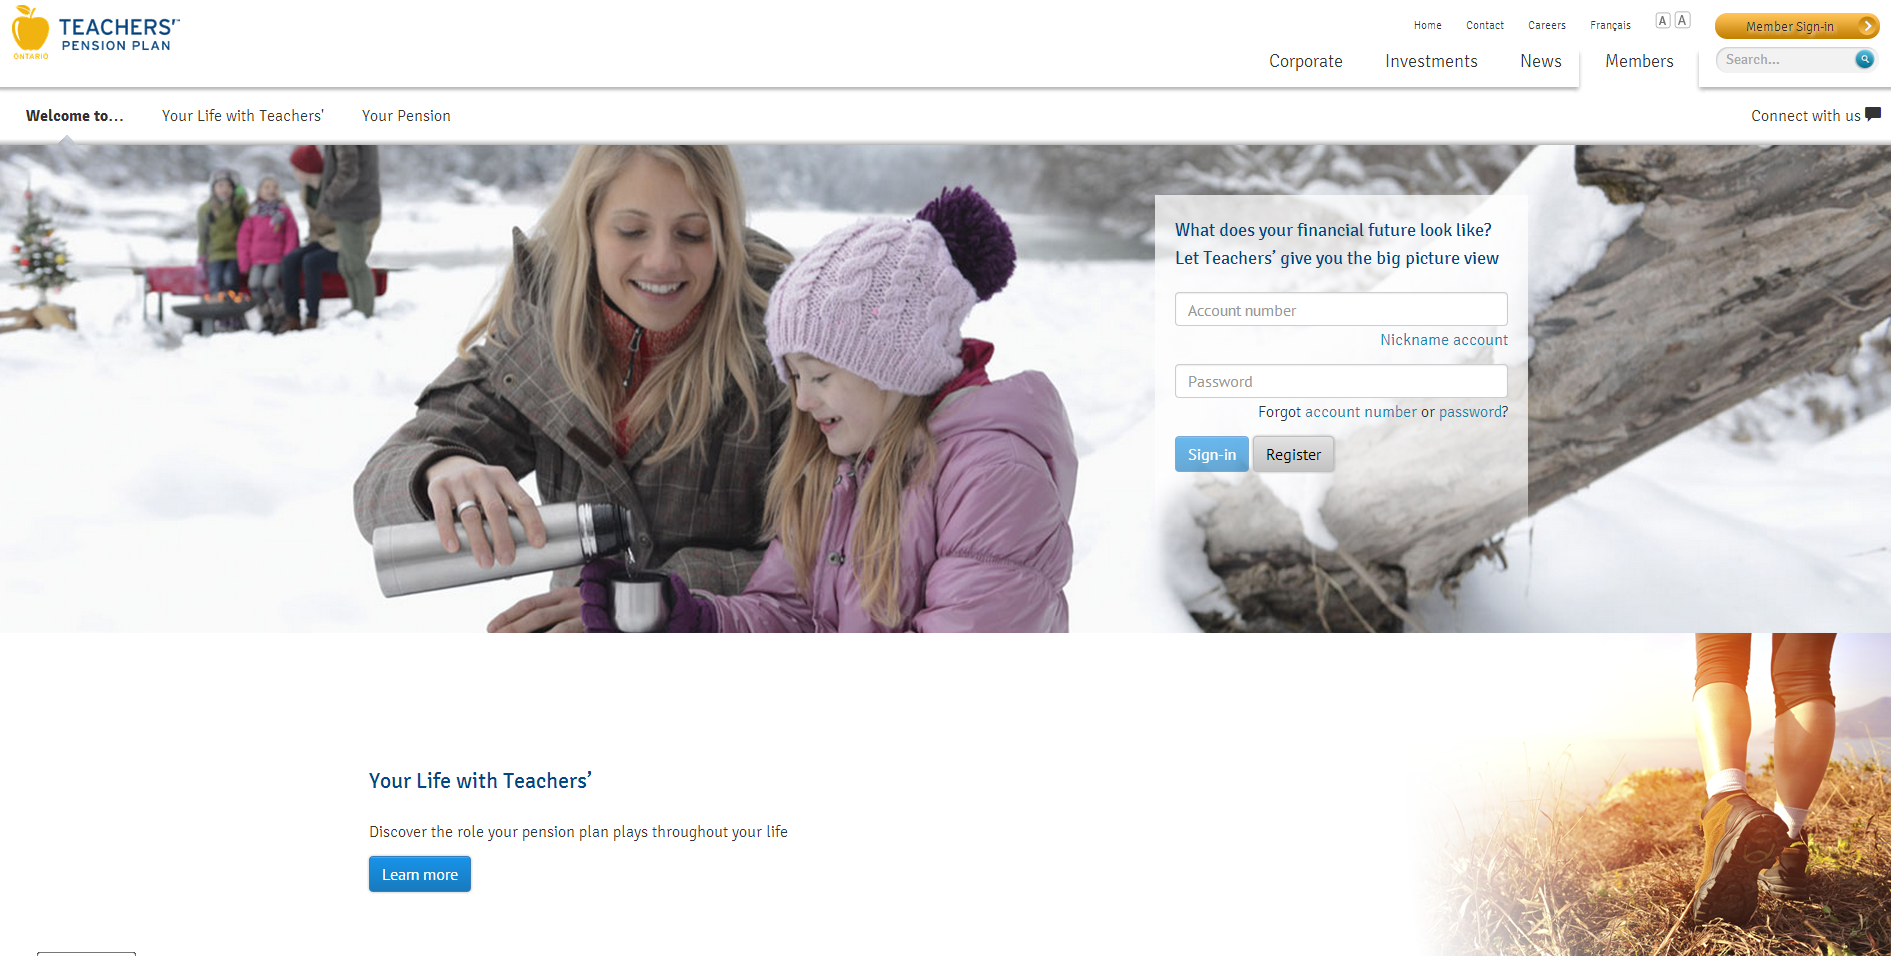 TEACHERS'™
PENSION PLAN
ONTARIO
Home
Contact
Careers
Français
A
A
Member Sign-in
Corporate
Investments
News
Members
Search...
Welcome to...
Your Life with Teachers'
Your Pension
Connect with us
What does your financial future look like?
Let Teachers’ give you the big picture view
Account number
Nickname account
Password
Forgot account number or password?
Sign-in
Register
Your Life with Teachers’
Discover the role your pension plan plays throughout your life
Learn more